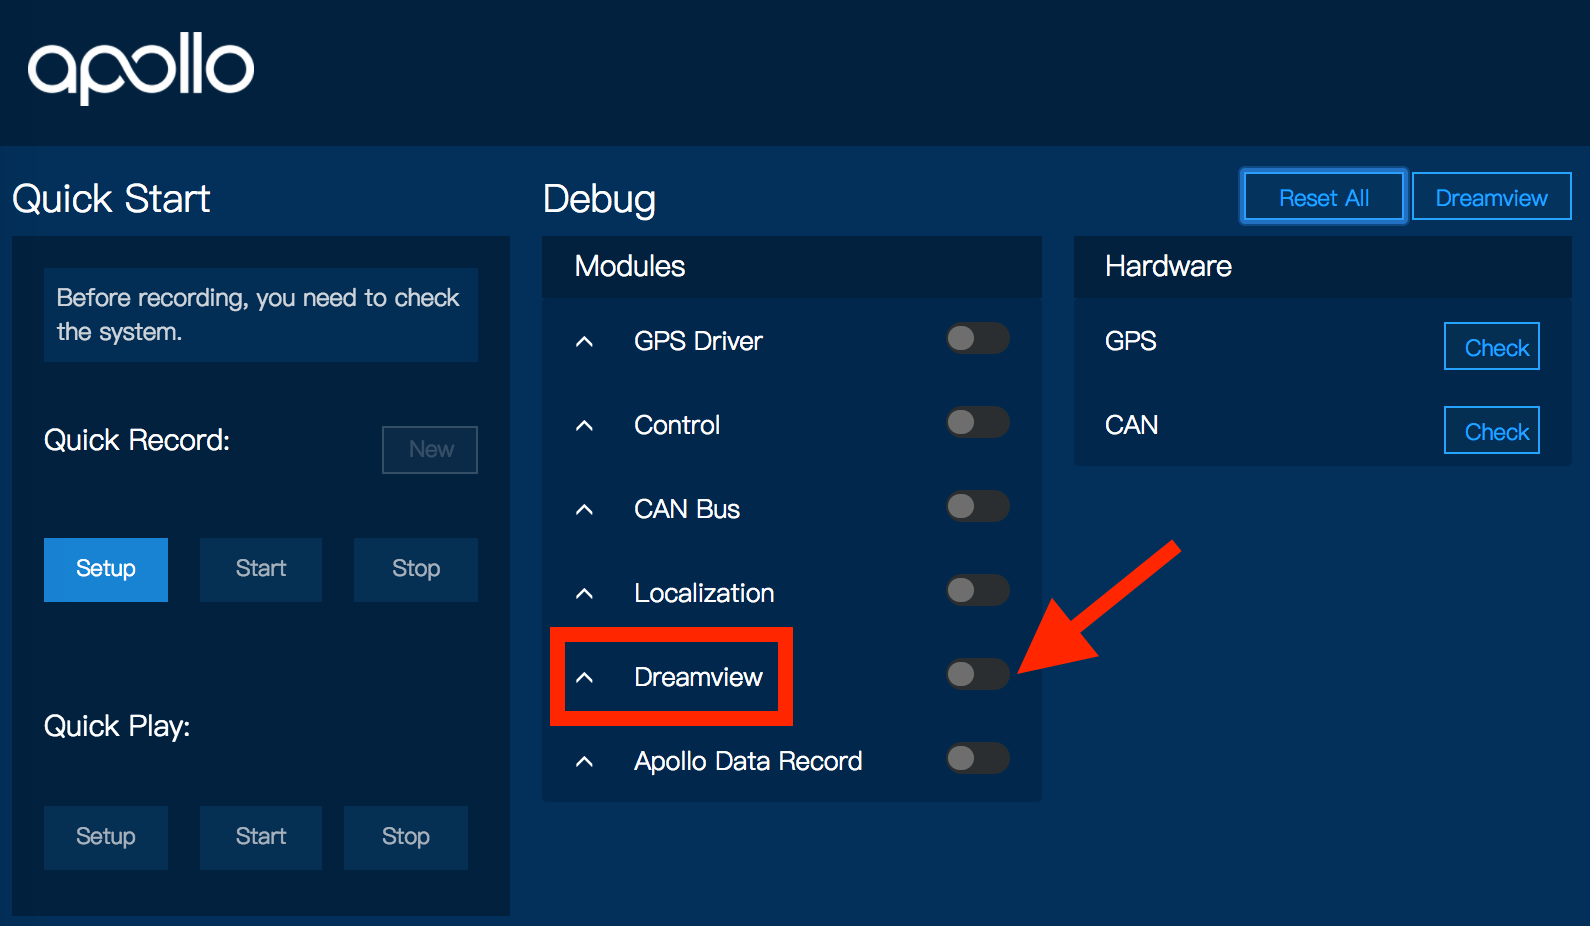 apollo
Quick Start
Before recording, you need to check
the system.
Quick Record:
New
Setup
Start
Stop
Quick Play:
Setup
Start
Stop
Debug
Reset All
Dreamview
Modules
GPS Driver
Control
CAN Bus
Localization
Dreamview
Apollo Data Record
Hardware
GPS
Check
CAN
Check